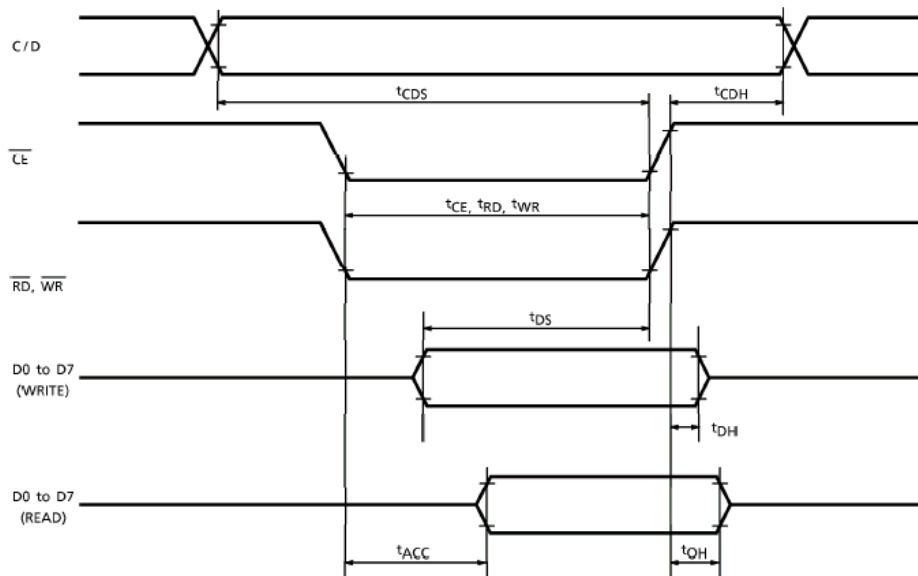 C/D
tCDS
tCDH
CE
tCE, tRD, tWR
RD, WR
tDS
D0 to D7
(WRITE)
tDH
D0 to D7
(READ)
tACC
tOH